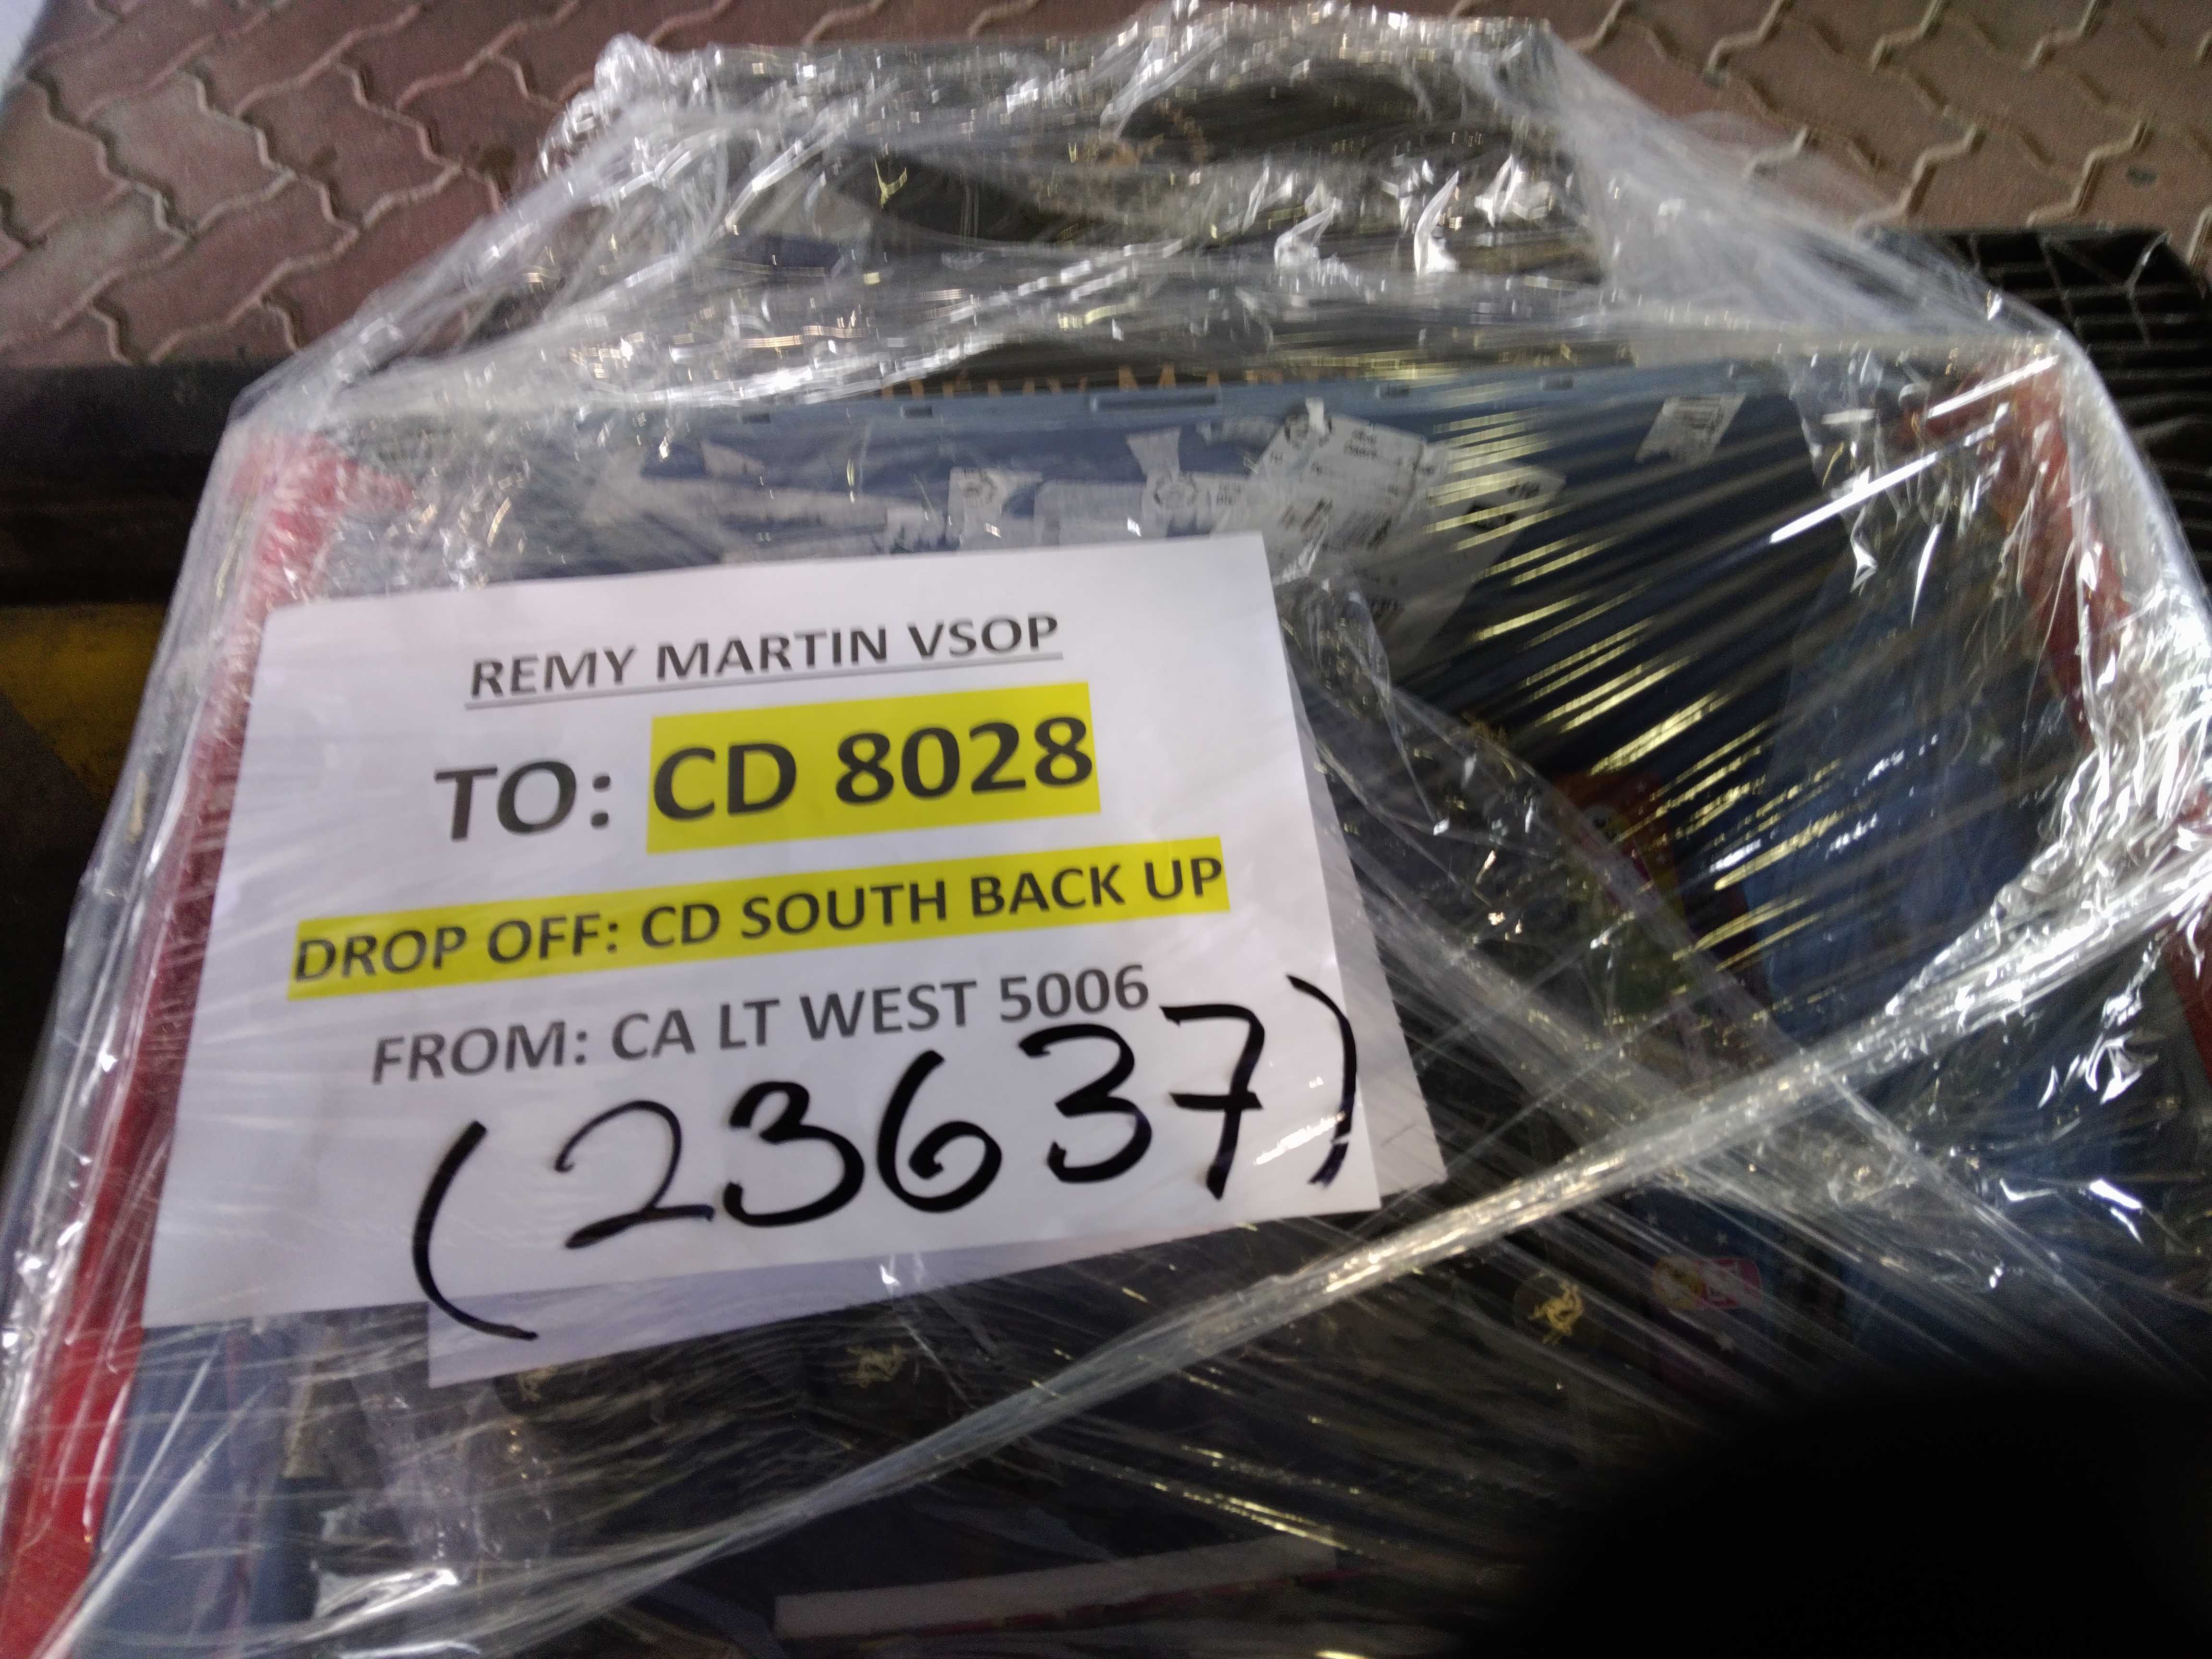 REMY MARTIN VSOP
TO: CD 8028
DROP OFF: CD SOUTH BACK UP
FROM: CA LT WEST 5006
(23637)